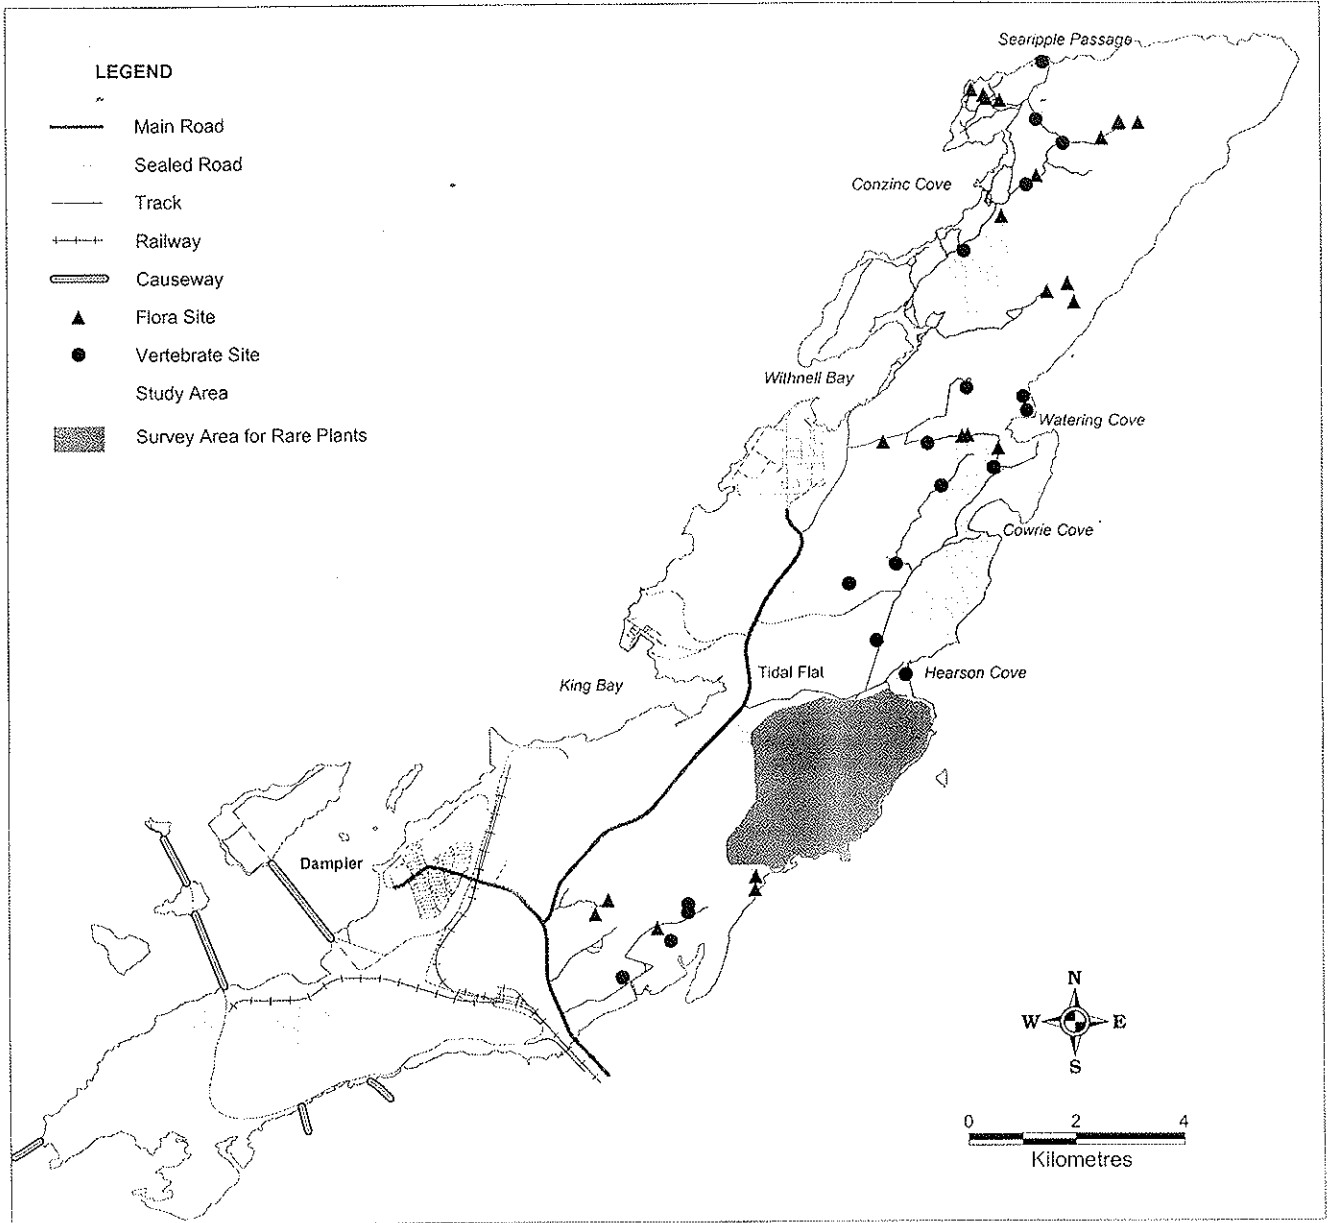 Searipple Passage
LEGEND
Main Road
Sealed Road
Track
Railway
Conzinc Cove
Causeway
Flora Site
Vertebrate Site
Study Area
Survey Area for Rare Plants
Withnell Bay
Watering Cove
Cowrie Cove
Tidal Flat
Hearson Cove
King Bay
Dampier
N
W
E
S
0 2 4
Kilometres